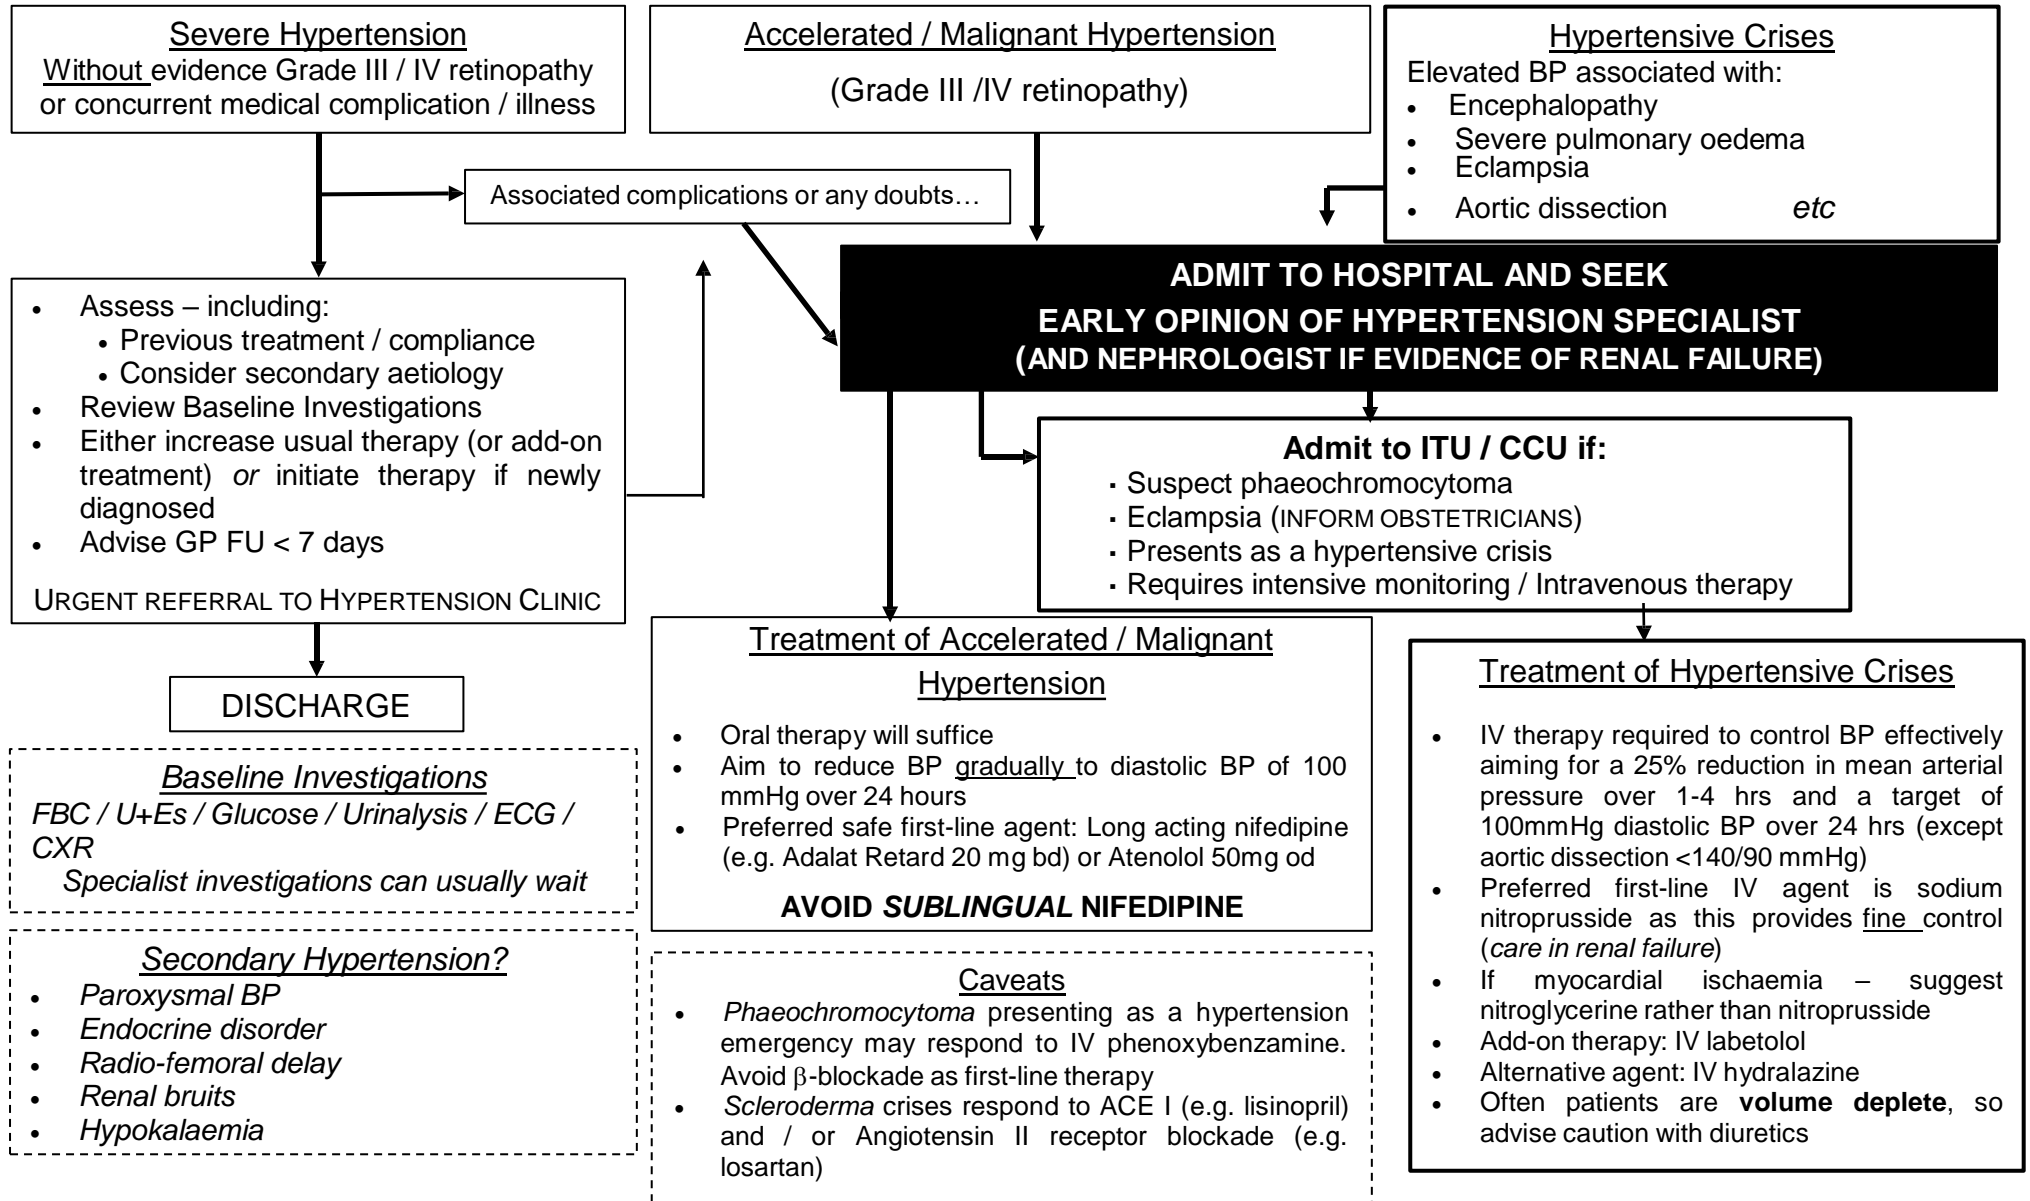 Severe Hypertension
Without evidence Grade III / IV retinopathy
or concurrent medical complication / illness
Accelerated / Malignant Hypertension
(Grade III /IV retinopathy)
Hypertensive Crises
Elevated BP associated with:
• Encephalopathy
• Severe pulmonary oedema
• Eclampsia
• Aortic dissection etc
Associated complications or any doubts…
ADMIT TO HOSPITAL AND SEEK
EARLY OPINION OF HYPERTENSION SPECIALIST
(AND NEPHROLOGIST IF EVIDENCE OF RENAL FAILURE)
• Assess – including:
• Previous treatment / compliance
• Consider secondary aetiology
• Review Baseline Investigations
• Either increase usual therapy (or add-on
treatment) or initiate therapy if newly
diagnosed
• Advise GP FU < 7 days
URGENT REFERRAL TO HYPERTENSION CLINIC
DISCHARGE
Admit to ITU / CCU if:
▪ Suspect phaeochromocytoma
▪ Eclampsia (INFORM OBSTETRICIANS)
▪ Presents as a hypertensive crisis
▪ Requires intensive monitoring / Intravenous therapy
Baseline Investigations
FBC / U+Es / Glucose / Urinalysis / ECG /
CXR
Specialist investigations can usually wait
Secondary Hypertension?
• Paroxysmal BP
• Endocrine disorder
• Radio-femoral delay
• Renal bruits
• Hypokalaemia
Treatment of Accelerated / Malignant
Hypertension
• Oral therapy will suffice
• Aim to reduce BP gradually to diastolic BP of 100
mmHg over 24 hours
• Preferred safe first-line agent: Long acting nifedipine
(e.g. Adalat Retard 20 mg bd) or Atenolol 50mg od
AVOID SUBLINGUAL NIFEDIPINE
Caveats
• Phaeochromocytoma presenting as a hypertension
emergency may respond to IV phenoxybenzamine.
Avoid β-blockade as first-line therapy
• Scleroderma crises respond to ACE I (e.g. lisinopril)
and / or Angiotensin II receptor blockade (e.g.
losartan)
Treatment of Hypertensive Crises
• IV therapy required to control BP effectively
aiming for a 25% reduction in mean arterial
pressure over 1-4 hrs and a target of
100mmHg diastolic BP over 24 hrs (except
aortic dissection <140/90 mmHg)
• Preferred first-line IV agent is sodium
nitroprusside as this provides fine control
(care in renal failure)
• If myocardial ischaemia – suggest
nitroglycerine rather than nitroprusside
• Add-on therapy: IV labetolol
• Alternative agent: IV hydralazine
• Often patients are volume deplete, so
advise caution with diuretics